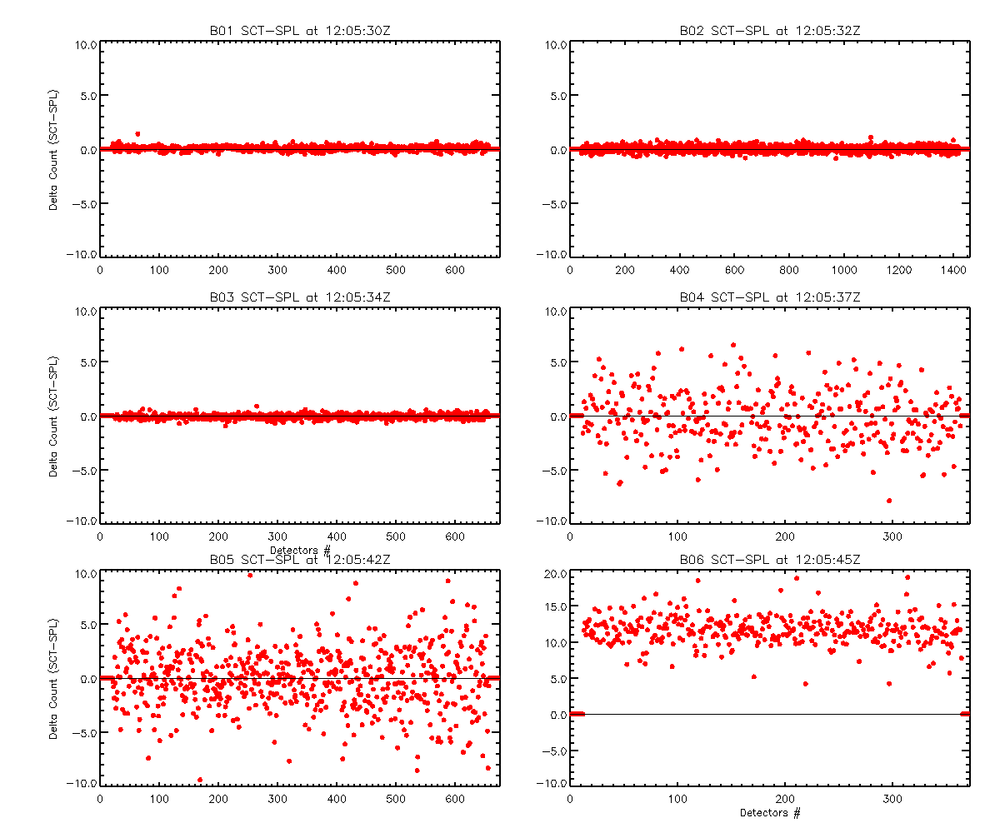 B01 SCT-SPL at 12:05:30Z
10.0
5.0
0.0
-5.0
-10.0
Delta Count (SCT-SPL)
0 100 200 300 400 500 600
B02 SCT-SPL at 12:05:32Z
10.0
5.0
0.0
-5.0
-10.0
0 200 400 600 800 1000 1200 1400
B03 SCT-SPL at 12:05:34Z
10.0
5.0
0.0
-5.0
-10.0
Delta Count (SCT-SPL)
0 100 200 300 400 500 600
Detectors #
B04 SCT-SPL at 12:05:37Z
10.0
5.0
0.0
-5.0
-10.0
0 100 200 300
B05 SCT-SPL at 12:05:42Z
10.0
5.0
0.0
-5.0
-10.0
Delta Count (SCT-SPL)
0 100 200 300 400 500 600
B06 SCT-SPL at 12:05:45Z
20.0
15.0
10.0
5.0
0.0
-5.0
-10.0
0 100 200 300
Detectors #